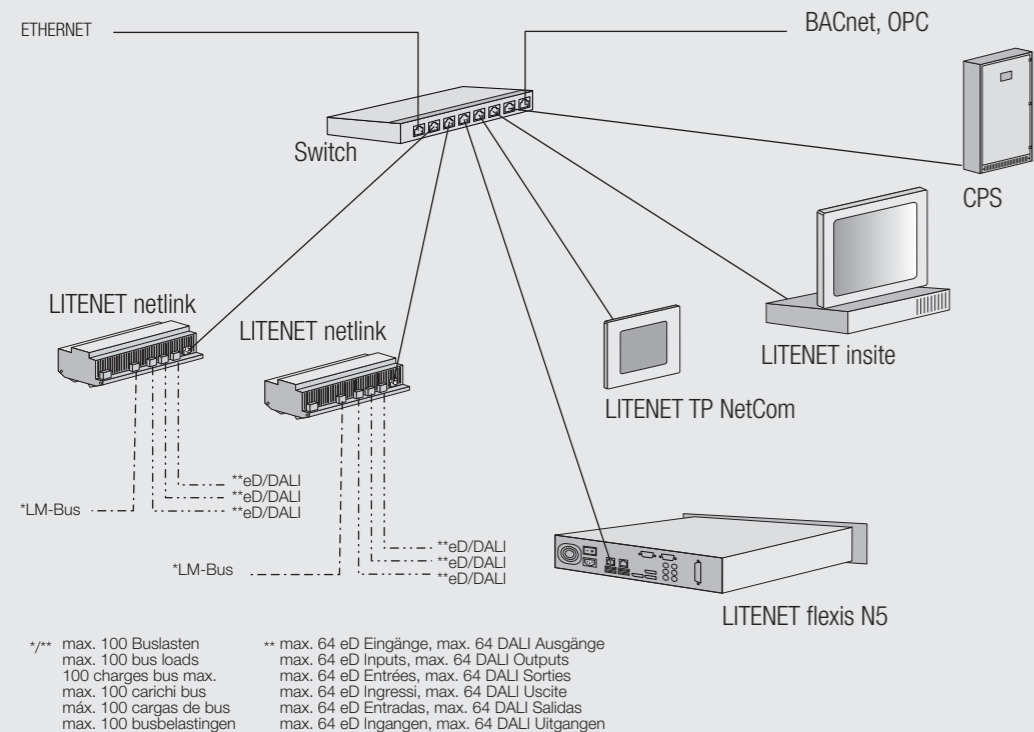 ETHERNET
BACnet, OPC
Switch
CPS
LITENET netlink
LITENET netlink
LITENET insite
LITENET TP NetCom
**eD/DALI
**eD/DALI
**eD/DALI
*LM-Bus
**eD/DALI
**eD/DALI
**eD/DALI
*LM-Bus
LITENET flexis N5
*/** max. 100 Buslasten
max. 100 bus loads
100 charges bus max.
max. 100 carichi bus
máx. 100 cargas de bus
max. 100 busbelastingen
** max. 64 eD Eingänge, max. 64 DALI Ausgänge
max. 64 eD Inputs, max. 64 DALI Outputs
max. 64 eD Entrées, max. 64 DALI Sorties
max. 64 eD Ingressi, max. 64 DALI Uscite
max. 64 eD Entradas, max. 64 DALI Salidas
max. 64 eD Ingangen, max. 64 DALI Uitgangen